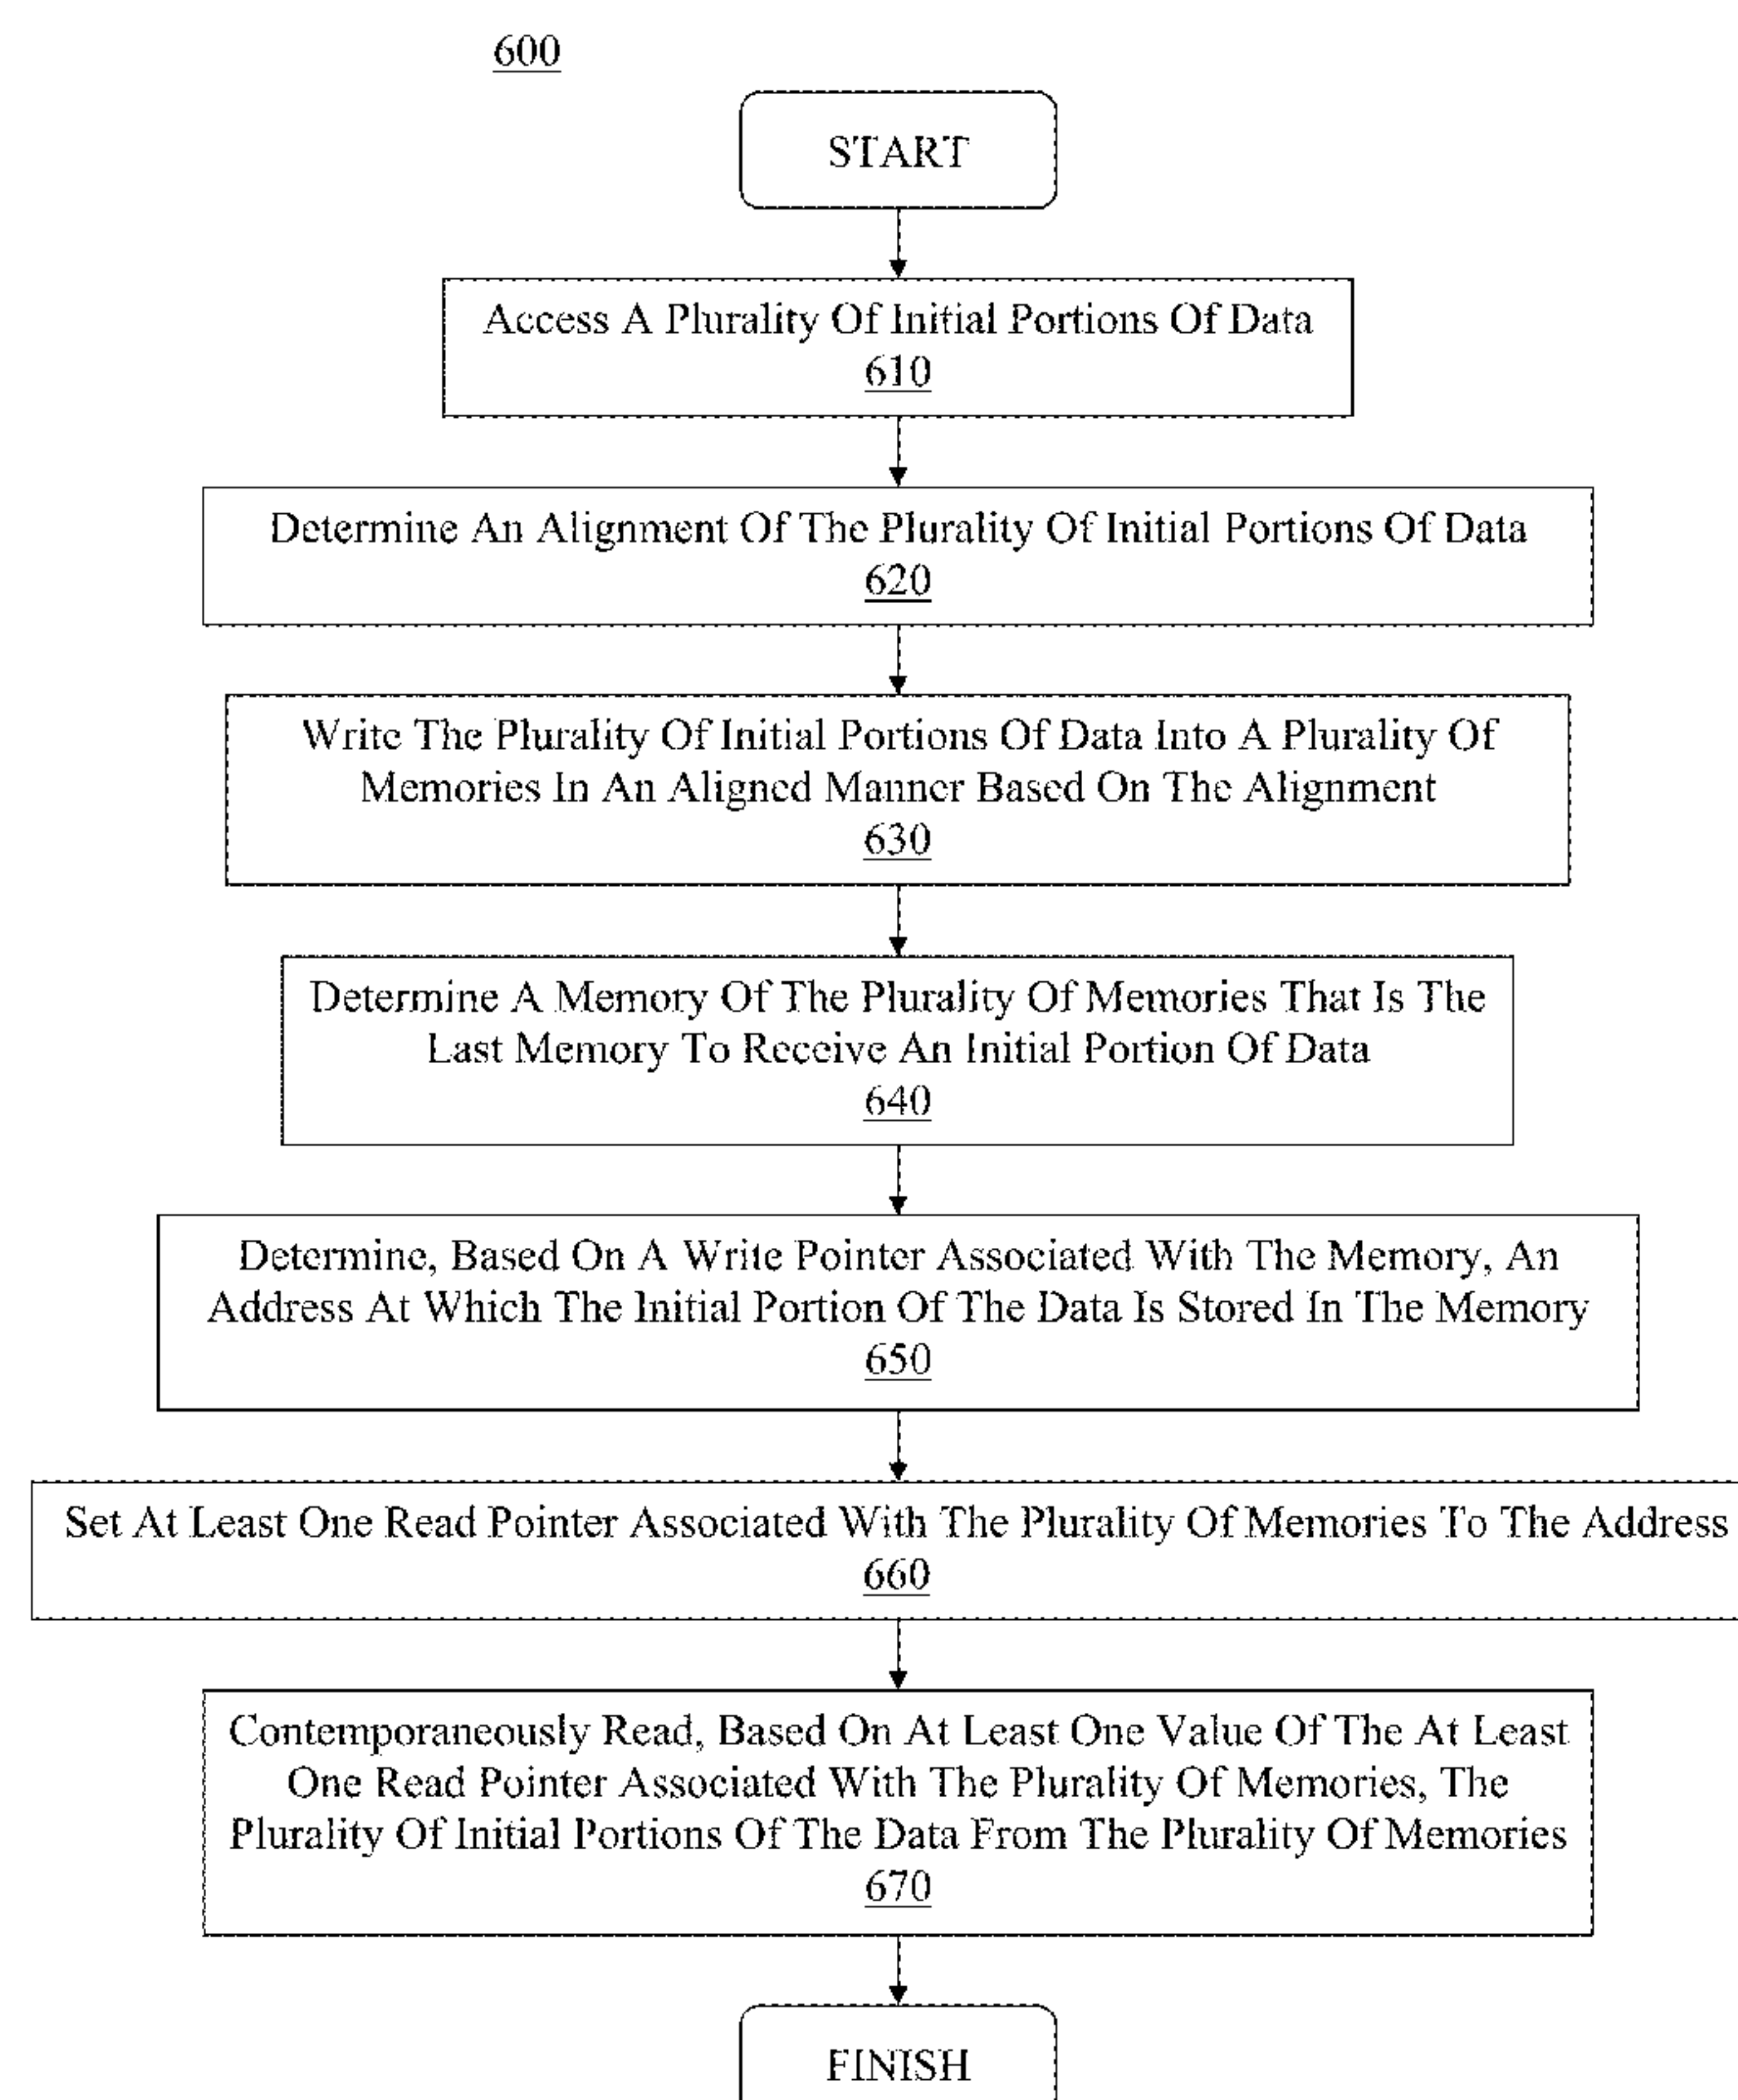 600
START
Access A Plurality Of Initial Portions Of Data
610
Determine An Alignment Of The Plurality Of Initial Portions Of Data
620
Write The Plurality Of Initial Portions Of Data Into A Plurality Of
Memories In An Aligned Manner Based On The Alignment
630
Determine A Memory Of The Plurality Of Memories That Is The
Last Memory To Receive An Initial Portion Of Data
640
Determine, Based On A Write Pointer Associated With The Memory, An
Address At Which The Initial Portion Of The Data Is Stored In The Memory
650
Set At Least One Read Pointer Associated With The Plurality Of Memories To The Address
660
Contemporaneously Read, Based On At Least One Value Of The At Least
One Read Pointer Associated With The Plurality Of Memories, The
Plurality Of Initial Portions Of The Data From The Plurality Of Memories
670
FINISH